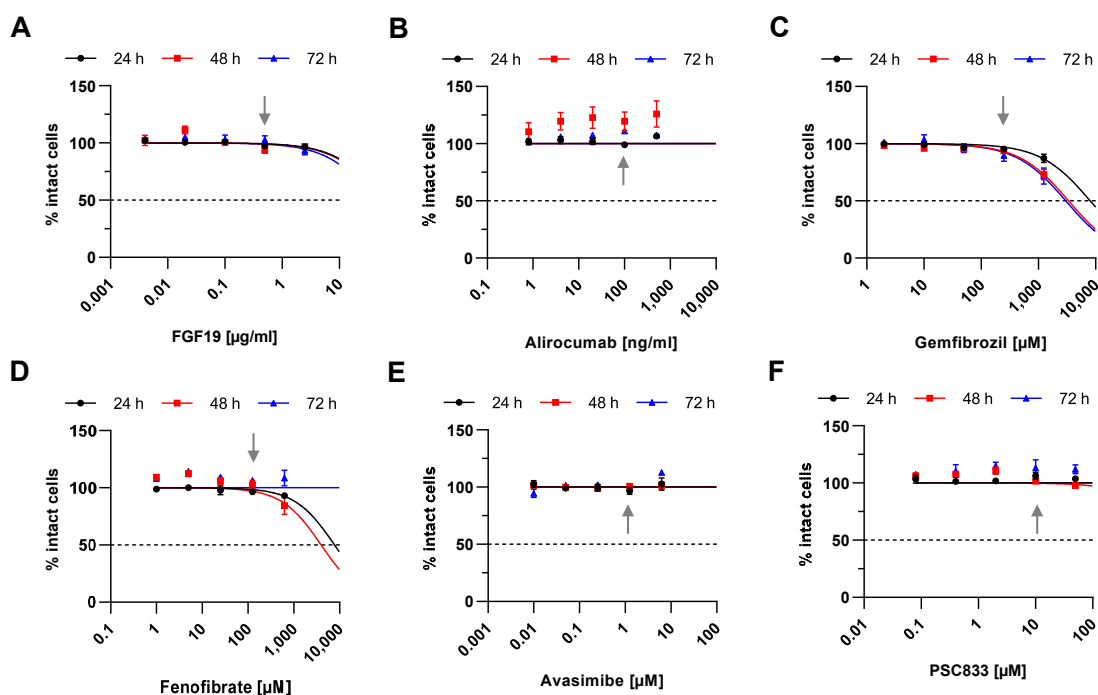 A
B
C
24 h 48 h 72 h
24 h 48 h 72 h
24 h 48 h 72 h
% intact cells
150
100
50
0
0.001 0.01 0.1 1 10
FGF19 [µg/ml]
% intact cells
150
100
50
0
0.1 1 10 100 1,000 10,000
Alirocumab [ng/ml]
% intact cells
150
100
50
0
1 10 100 1,000 10,000
Gemfibrozil [µM]
D
E
F
24 h 48 h 72 h
24 h 48 h 72 h
24 h 48 h 72 h
% intact cells
150
100
50
0
0.1 1 10 100 1,000 10,000
Fenofibrate [µM]
% intact cells
150
100
50
0
0.001 0.01 0.1 1 10 100
Avasimibe [µM]
% intact cells
150
100
50
0
0.01 0.1 1 10 100
PSC833 [µM]